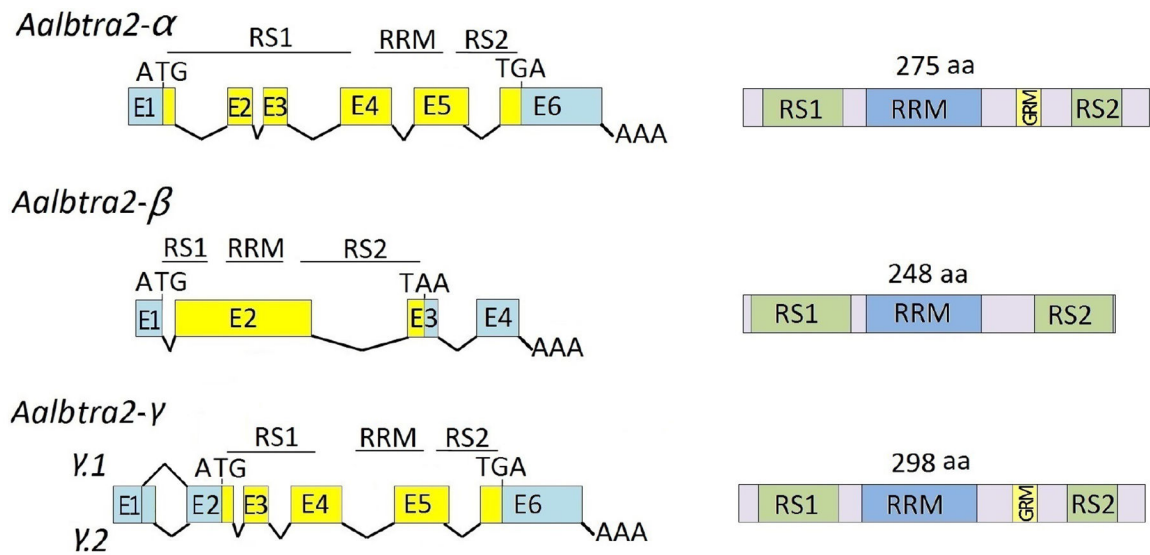 Aalbtra2-α
RS1 RRM RS2
ATG TGA
E1 E2 E3 E4 E5 E6
AAA
275 aa
RS1 RRM GRM RS2
Aalbtra2-β
RS1 RRM RS2
ATG TAA
E1 E2 E3 E4
AAA
248 aa
RS1 RRM RS2
Aalbtra2-γ
RS1 RRM RS2
γ.1 ATG TGA
E1 E2 E3 E4 E5 E6
γ.2 AAA
298 aa
RS1 RRM GRM RS2